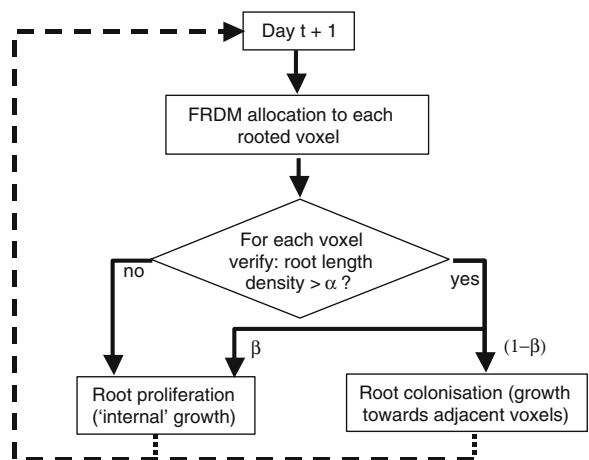 Day t + 1
FRDM allocation to each
rooted voxel
For each voxel
verify: root length
density > α ?
no
yes
β
(1–β)
Root proliferation
(‘internal’ growth)
Root colonisation (growth
towards adjacent voxels)